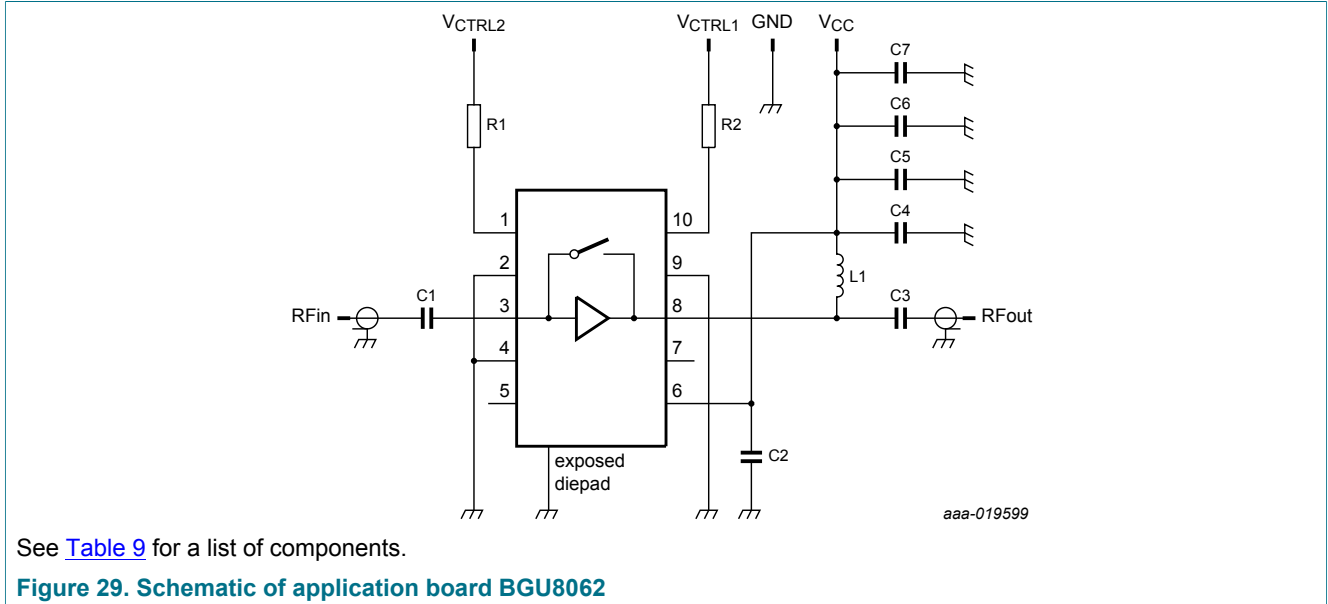 VCTRL2
VCTRL1 GND VCC
C7
C6
R1
R2
C5
C4
1
10
2
9
L1
RFin
C1
3
8
C3
RFout
4
7
5
6
exposed
diepad
C2
aaa-019599
See Table 9 for a list of components.
Figure 29. Schematic of application board BGU8062